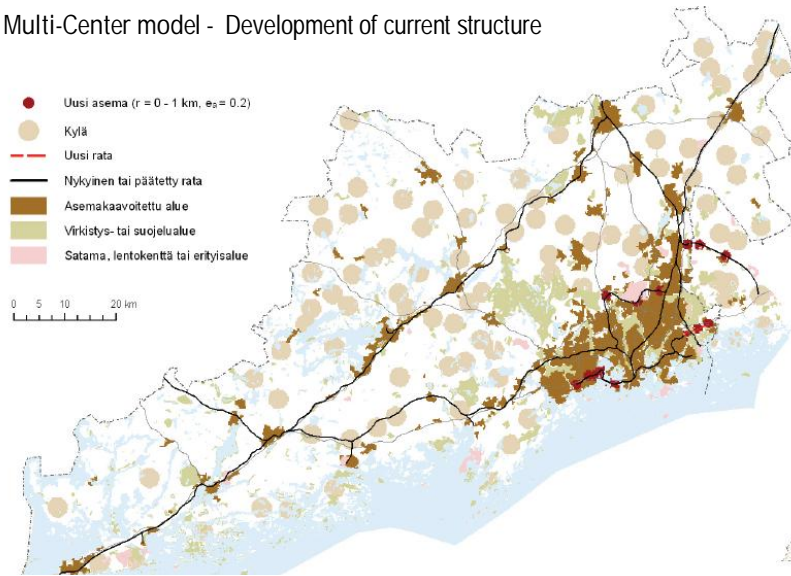 Multi-Center model - Development of current structure
Uusi asema (r = 0 - 1 km, eₐ = 0.2)
Kylä
Uusi rata
Nykyinen tai päätetty rata
Asemakaavoitettu alue
Virkistys- tai suojelualue
Satama, lentokenttä tai erityisalue
0 5 10 20 km